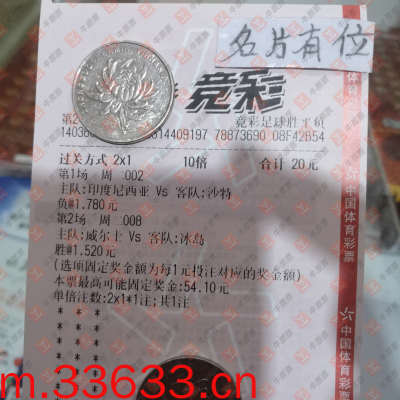 名片有位
竞彩
竞彩足球胜平负
14409197 78873690 08F42B54
过关方式 2x1 10倍 合计 20元
第1场 周 002
主队:印度尼西亚 Vs 客队:沙特
负#1.780元
第2场 周 008
主队:威尔士 Vs 客队:冰岛
胜#1.520元
(选项固定奖金额为每1元投注对应的奖金额)
本票最高可能固定奖金:54.10元
单倍注数:2x1*1注;共1注
* * *
* * *
* * *
* * *
中国体育彩票
中国体育彩票
m.33633.cn